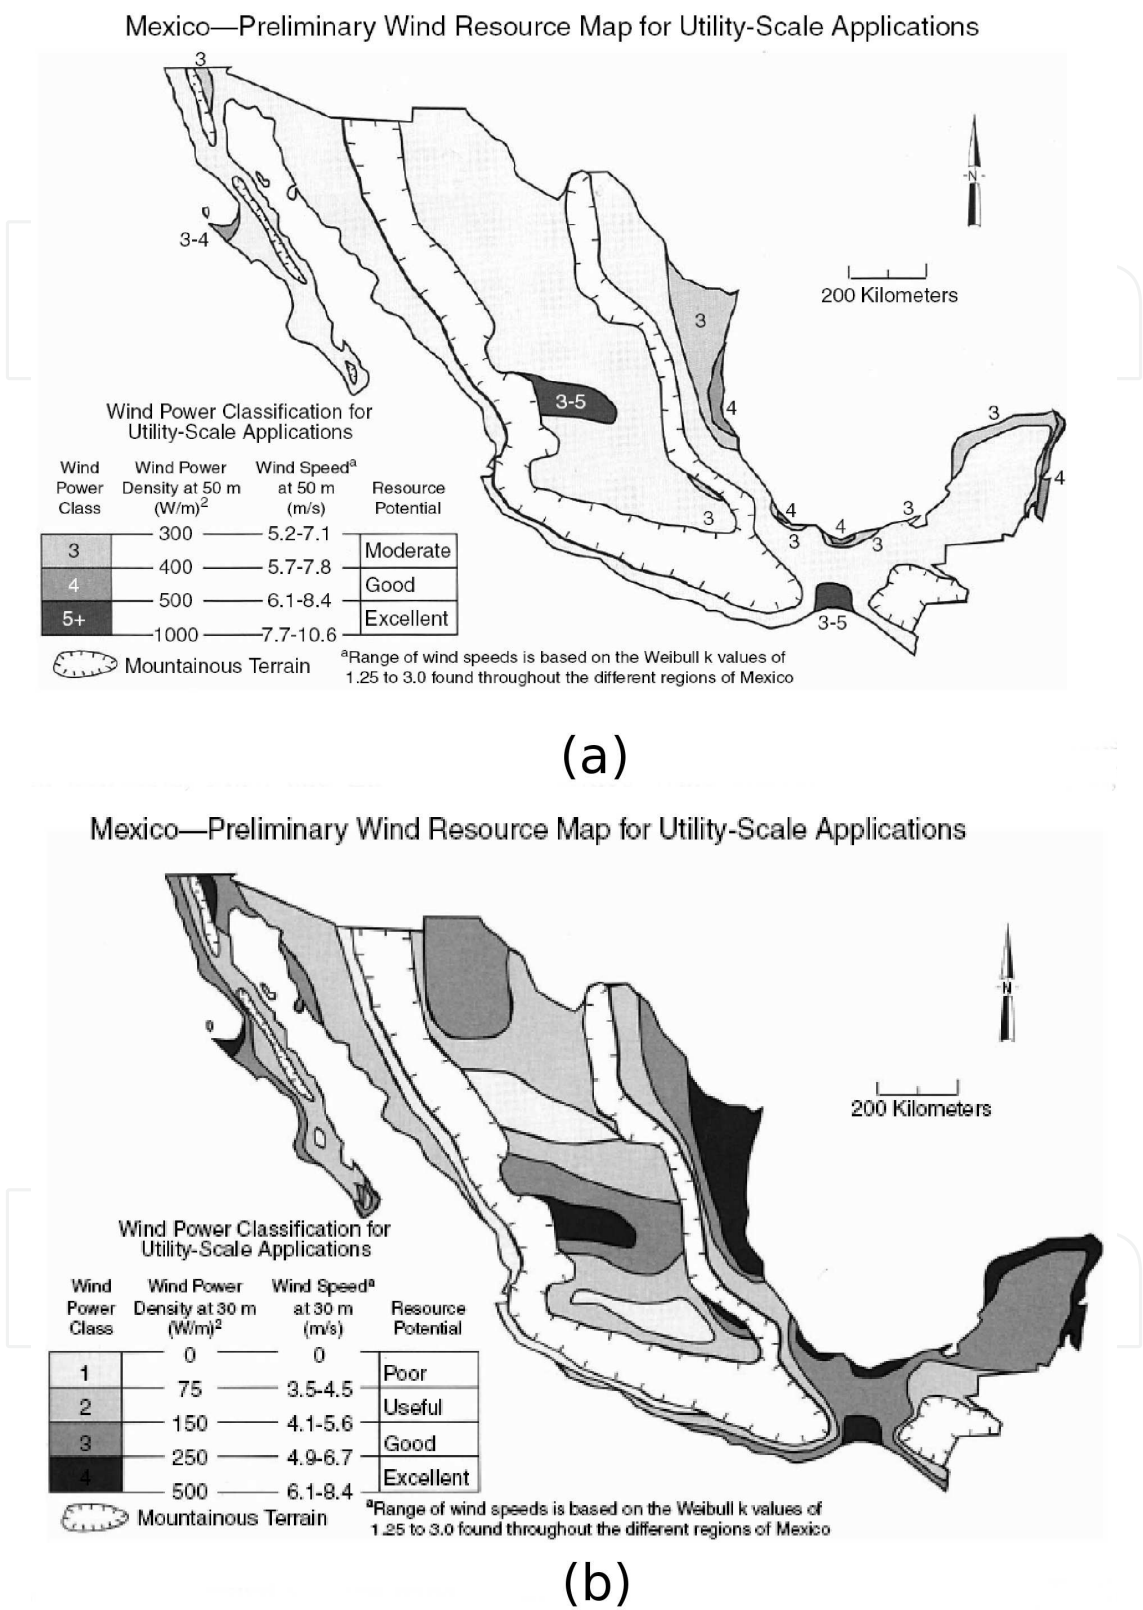 Mexico—Preliminary Wind Resource Map for Utility-Scale Applications
3
N
3-4
200 Kilometers
3
3-5
4
3
4
Wind Power Classification for
Utility-Scale Applications
Wind Power Class
Wind Power Density at 50 m (W/m)2
Wind Speeda at 50 m (m/s)
Resource Potential
3
4
4
3
3
3
3-5
300 5.2-7.1
3 Moderate
400 5.7-7.8
4 Good
500 6.1-8.4
5+ Excellent
1000 7.7-10.6
Mountainous Terrain
aRange of wind speeds is based on the Weibull k values of
1.25 to 3.0 found throughout the different regions of Mexico
(a)
Mexico—Preliminary Wind Resource Map for Utility-Scale Applications
N
200 Kilometers
Wind Power Classification for
Utility-Scale Applications
Wind Power Class
Wind Power Density at 30 m (W/m)2
Wind Speeda at 30 m (m/s)
Resource Potential
0 0
1 Poor
75 3.5-4.5
2 Useful
150 4.1-5.6
3 Good
250 4.9-6.7
4 Excellent
500 6.1-8.4
Mountainous Terrain
aRange of wind speeds is based on the Weibull k values of
1.25 to 3.0 found throughout the different regions of Mexico
(b)